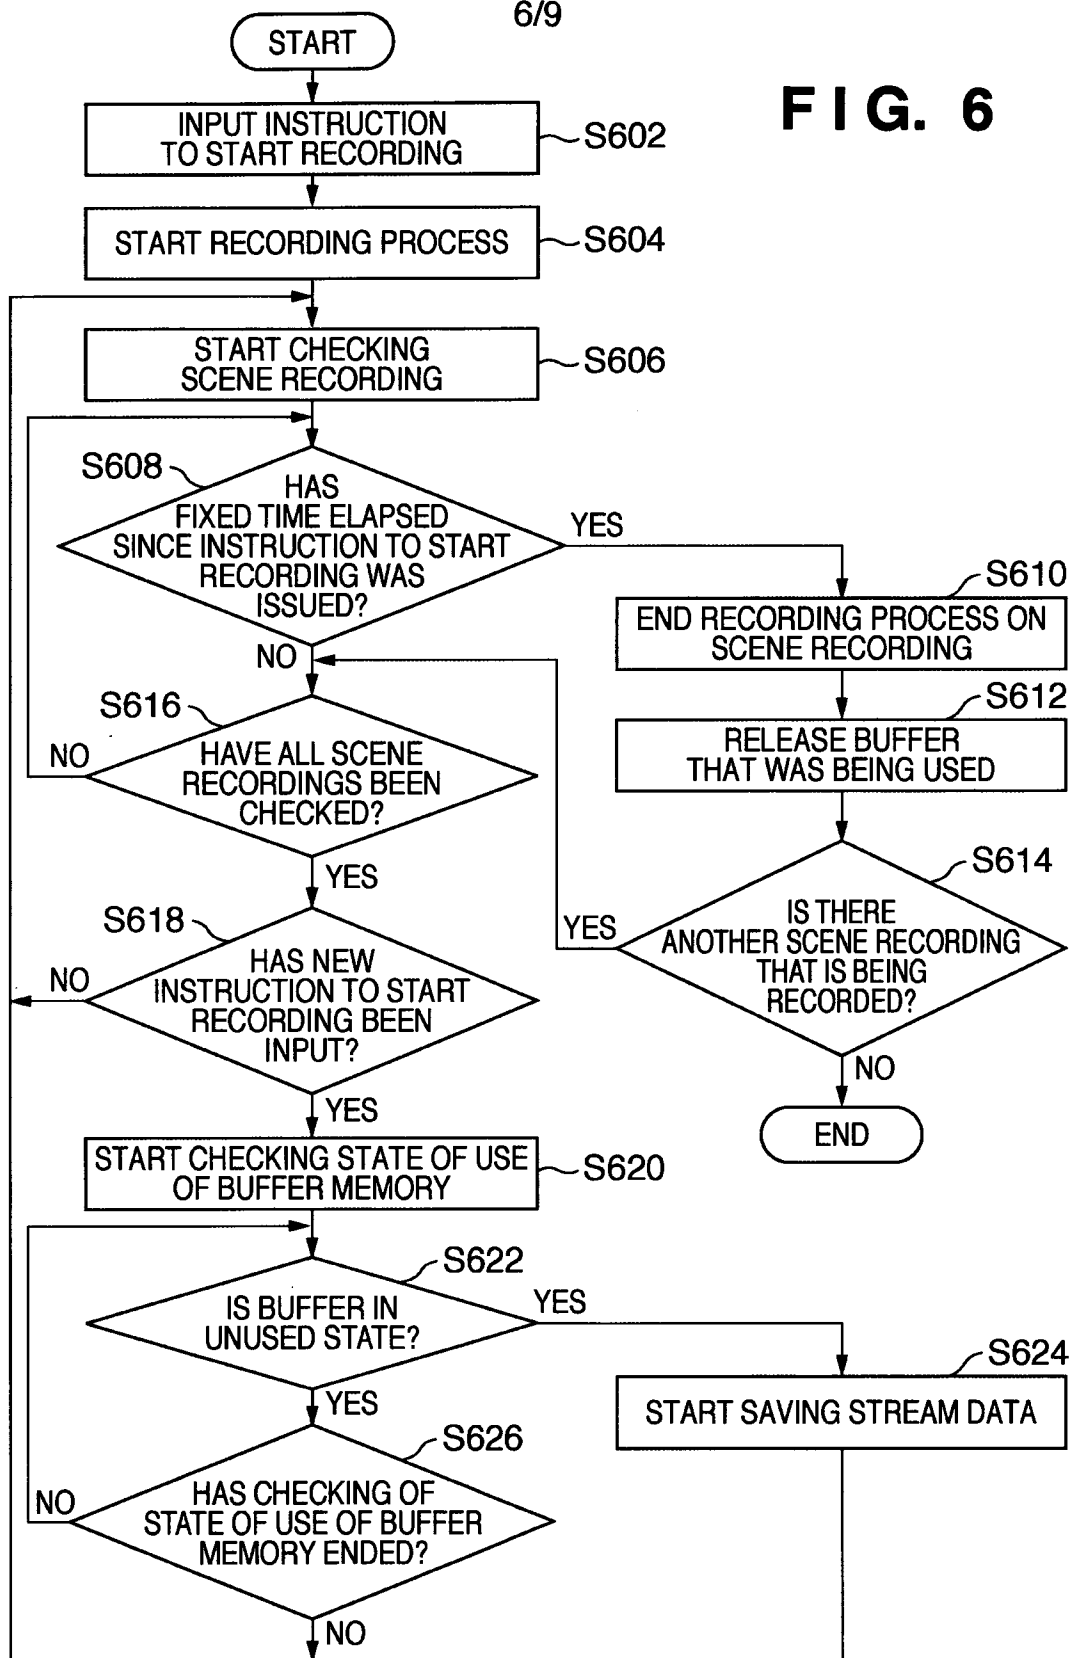 6/9
FIG. 6
START
INPUT INSTRUCTION
TO START RECORDING
S602
START RECORDING PROCESS
S604
START CHECKING
SCENE RECORDING
S606
S608
HAS
FIXED TIME ELAPSED
SINCE INSTRUCTION TO START
RECORDING WAS
ISSUED?
YES
NO
S610
END RECORDING PROCESS ON
SCENE RECORDING
S612
RELEASE BUFFER
THAT WAS BEING USED
S614
IS THERE
ANOTHER SCENE RECORDING
THAT IS BEING
RECORDED?
YES
NO
END
S616
HAVE ALL SCENE
RECORDINGS BEEN
CHECKED?
NO
YES
S618
HAS NEW
INSTRUCTION TO START
RECORDING BEEN
INPUT?
NO
YES
START CHECKING STATE OF USE
OF BUFFER MEMORY
S620
S622
IS BUFFER IN
UNUSED STATE?
YES
YES
S624
START SAVING STREAM DATA
S626
HAS CHECKING OF
STATE OF USE OF BUFFER
MEMORY ENDED?
NO
NO